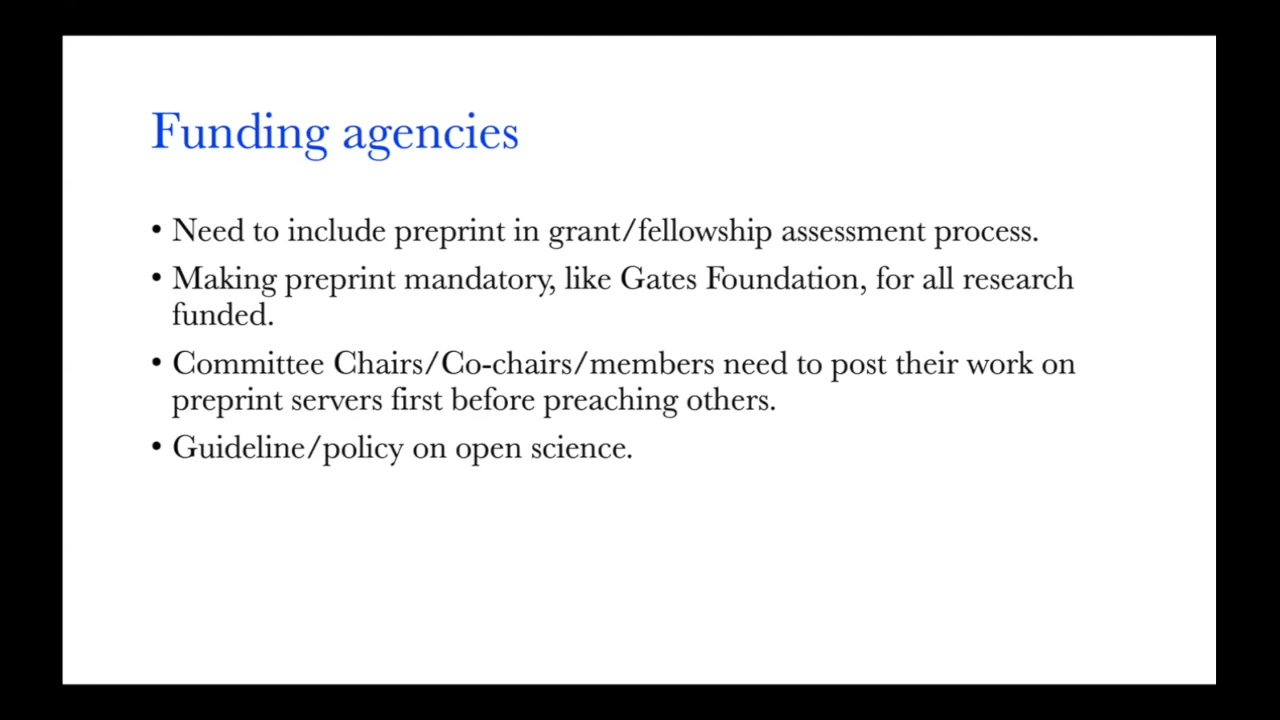 Funding agencies
• Need to include preprint in grant/fellowship assessment process.
• Making preprint mandatory, like Gates Foundation, for all research
funded.
• Committee Chairs/Co-chairs/members need to post their work on
preprint servers first before preaching others.
• Guideline/policy on open science.